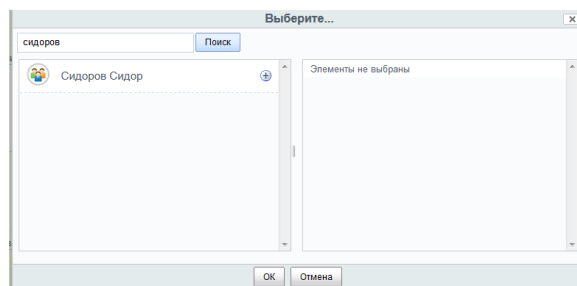 Выберите...
сидоров
Поиск
Сидоров Сидор
Элементы не выбраны
ОК
Отмена